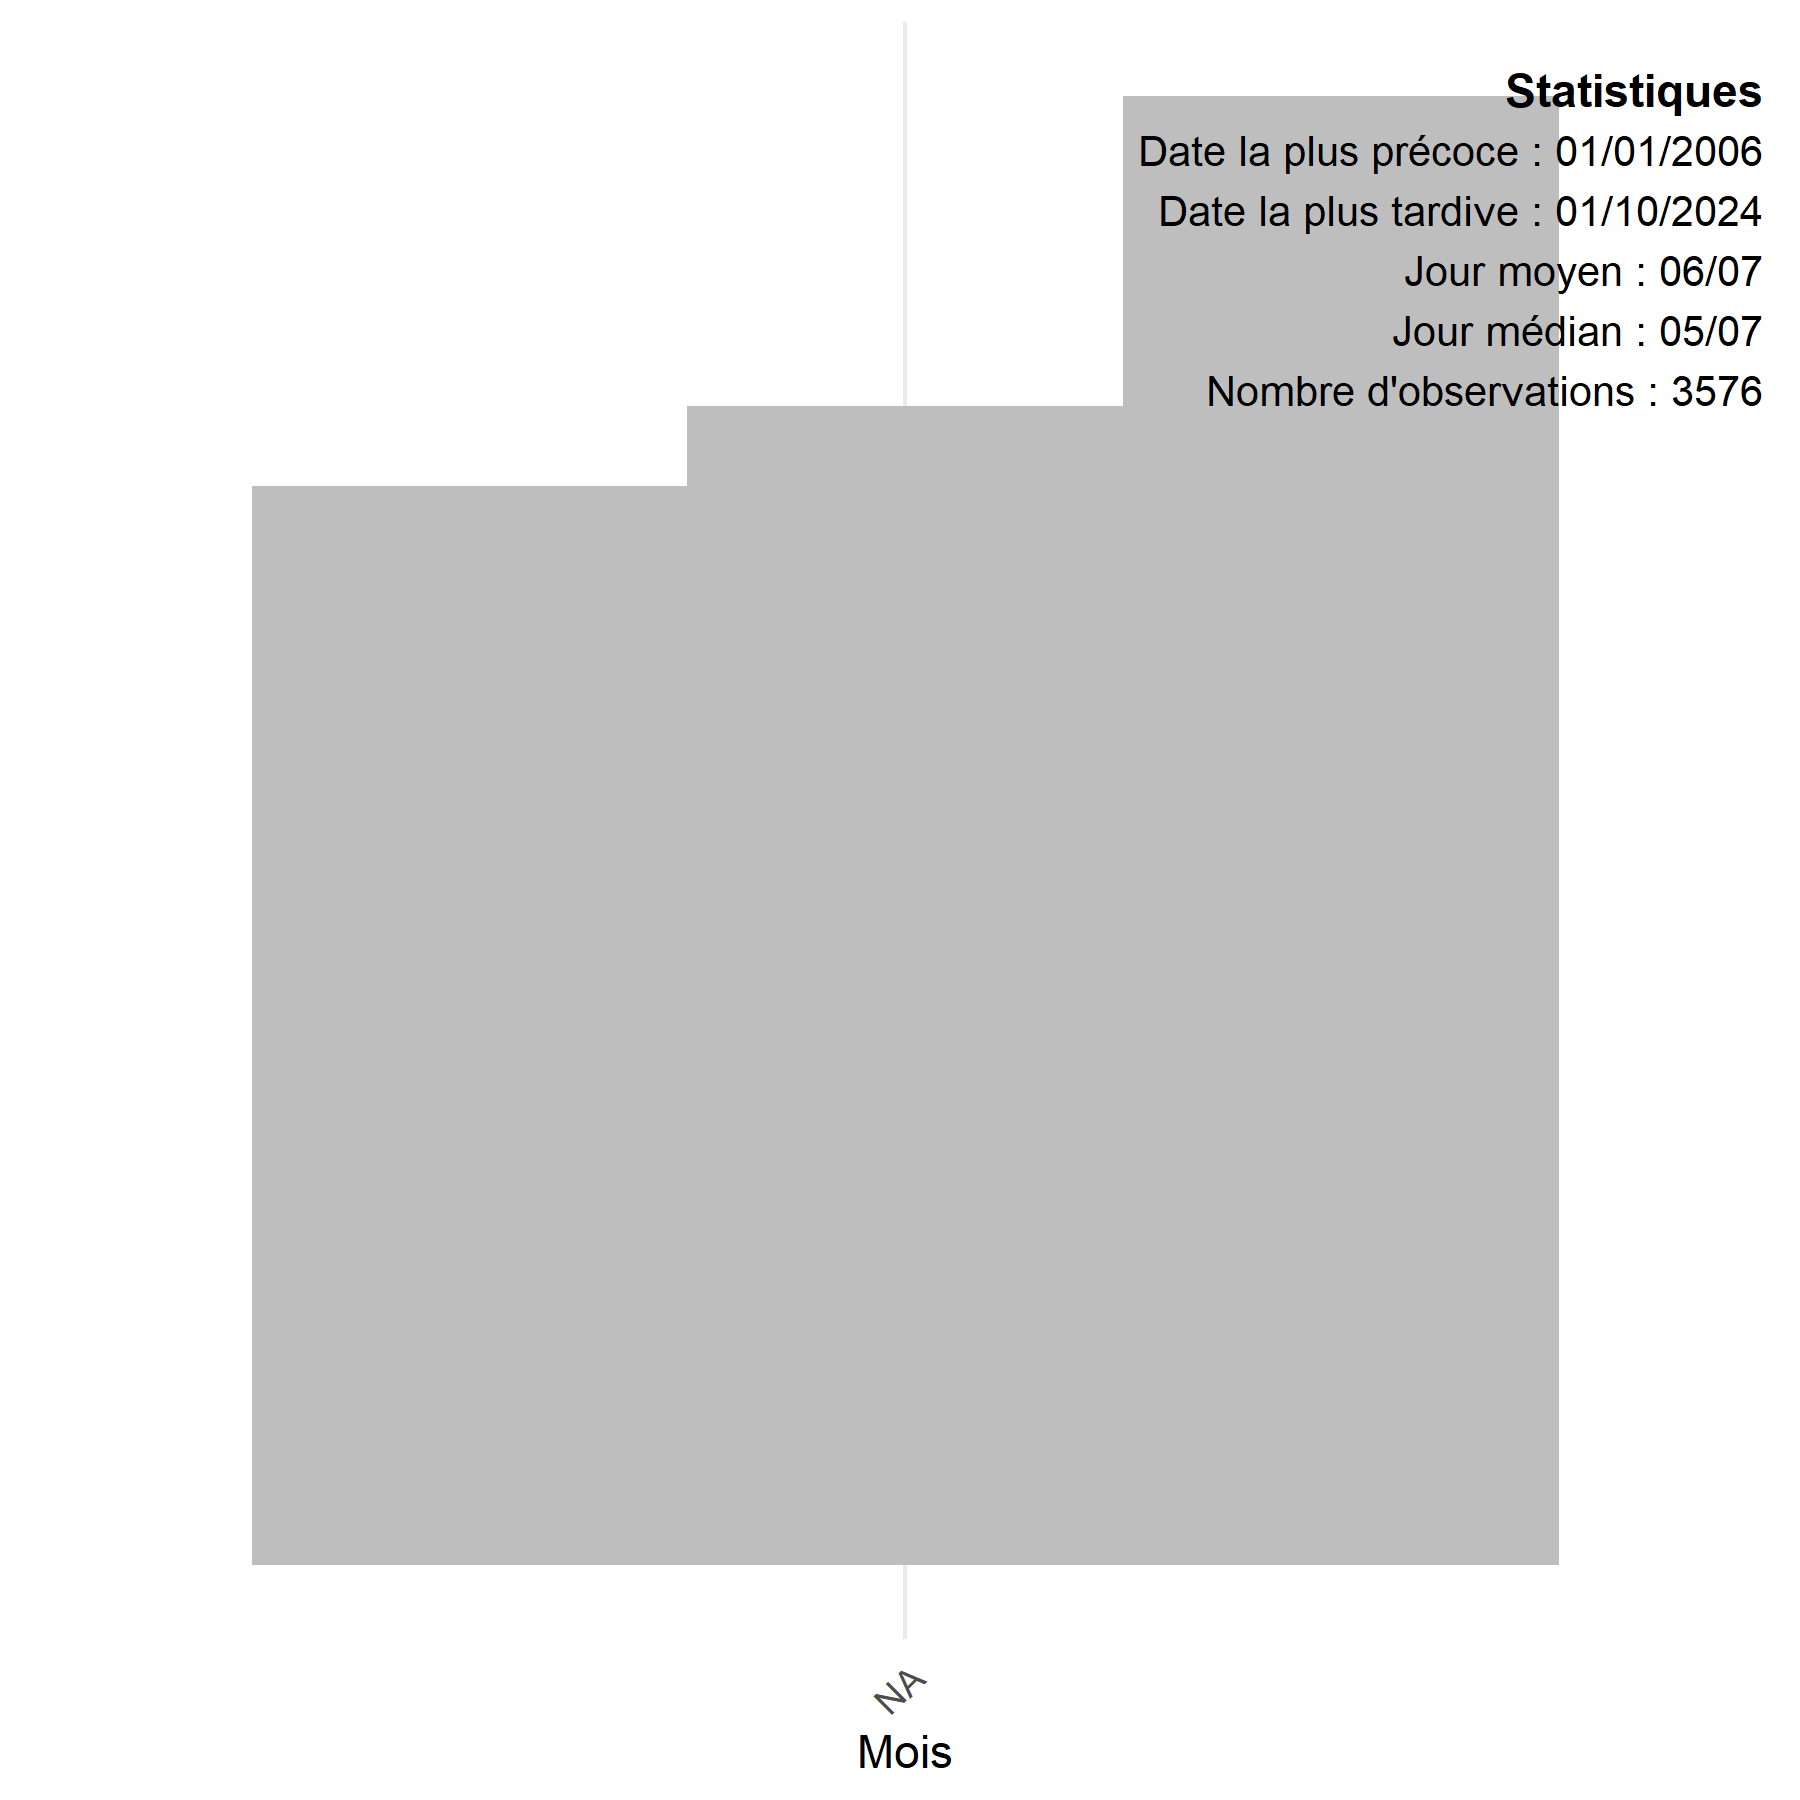 Statistiques
Date la plus précoce : 01/01/2006
Date la plus tardive : 01/10/2024
Jour moyen : 06/07
Jour médian : 05/07
Nombre d'observations : 3576
NA
Mois